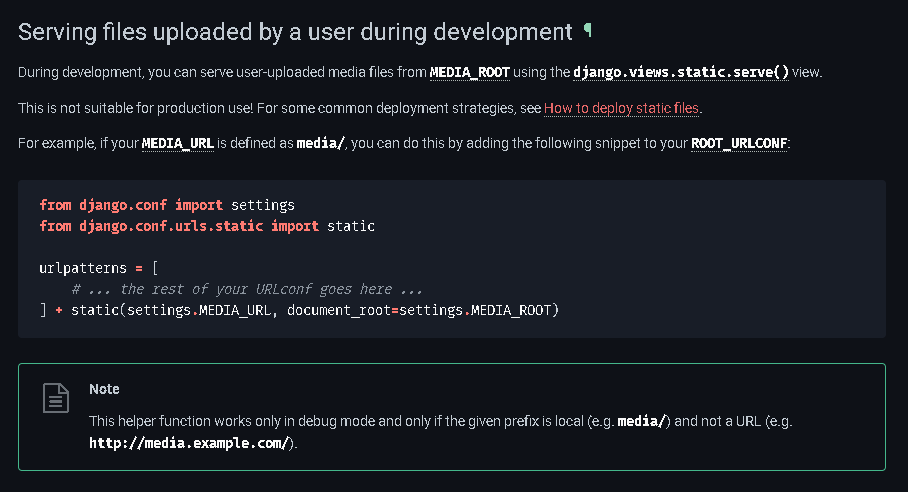 Serving files uploaded by a user during development ¶
During development, you can serve user-uploaded media files from MEDIA_ROOT using the django.views.static.serve() view.
This is not suitable for production use! For some common deployment strategies, see How to deploy static files.
For example, if your MEDIA_URL is defined as media/, you can do this by adding the following snippet to your ROOT_URLCONF:
from django.conf import settings
from django.conf.urls.static import static
urlpatterns = [
    # ... the rest of your URLconf goes here ...
] + static(settings.MEDIA_URL, document_root=settings.MEDIA_ROOT)
Note
This helper function works only in debug mode and only if the given prefix is local (e.g. media/) and not a URL (e.g.
http://media.example.com/).